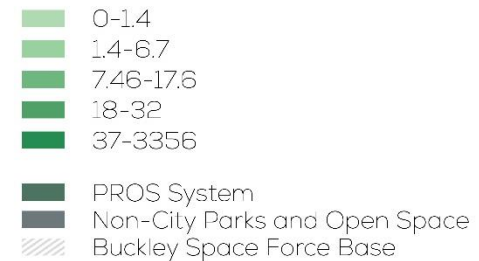 0-1.4
1.4-6.7
7.46-17.6
18-32
37-3356
PROS System
Non-City Parks and Open Space
Buckley Space Force Base